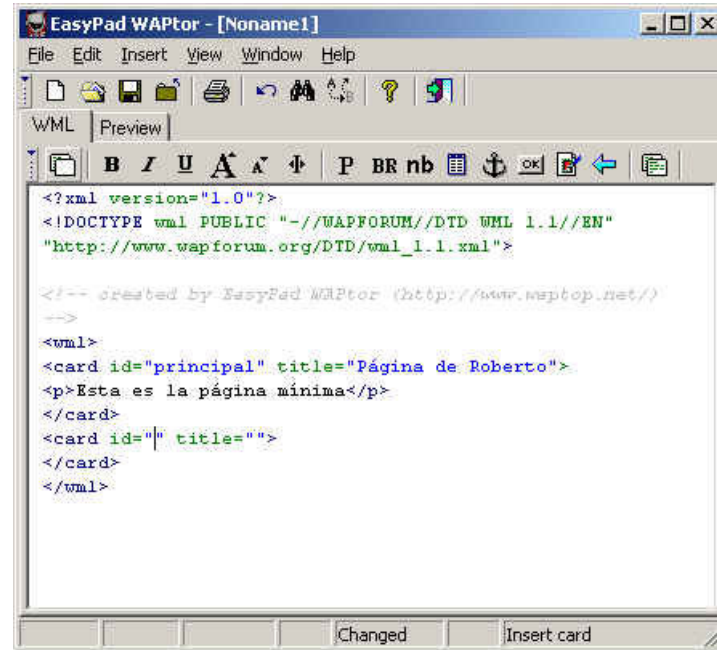 EasyPad WAPtor - [Noname1]
File Edit Insert View Window Help
WML Preview
B I U A A P BR nb OK
<?xml version="1.0"?>
<!DOCTYPE wml PUBLIC "-//WAPFORUM//DTD WML 1.1//EN"
"http://www.wapforum.org/DTD/wml_1.1.xml">
<!-- created by EasyPad WAPtor (http://www.waptop.net/)
-->
<wml>
<card id="principal" title="Página de Roberto">
<p>Esta es la página mínima</p>
</card>
<card id="" title="">
</card>
</wml>
Changed Insert card